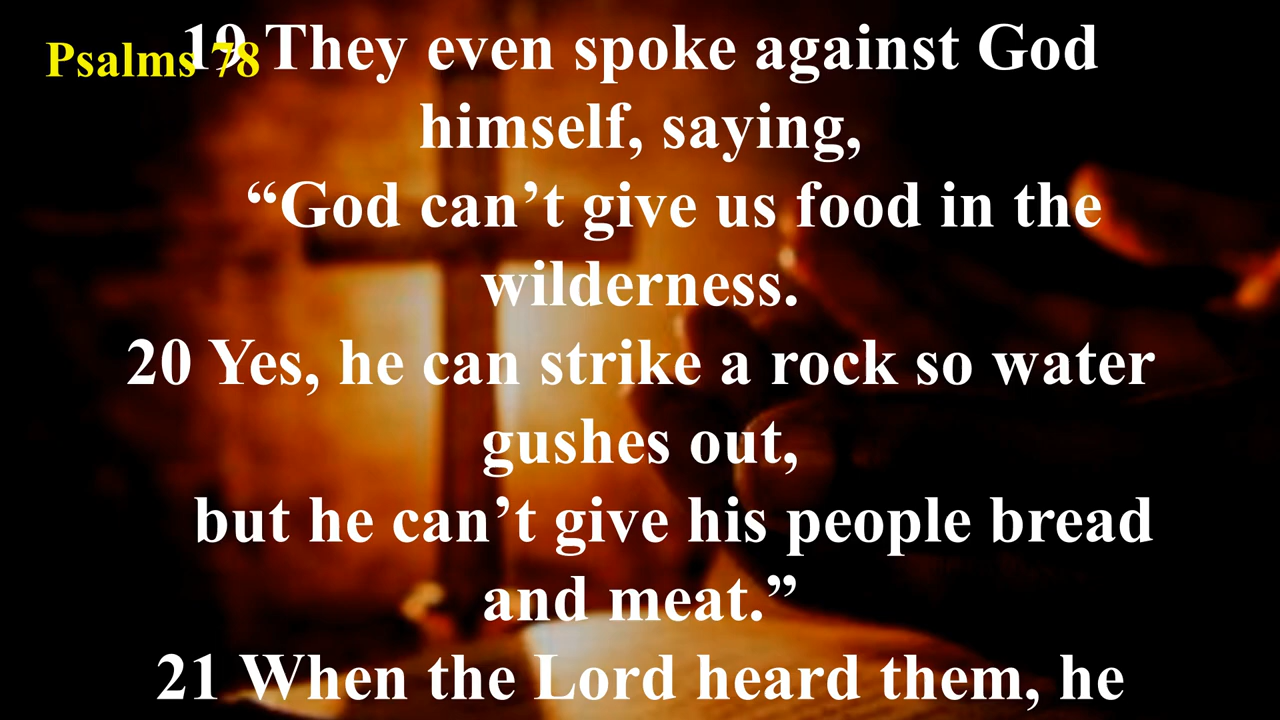 Psalms 78
19 They even spoke against God
himself, saying,
“God can’t give us food in the
wilderness.
20 Yes, he can strike a rock so water
gushes out,
but he can’t give his people bread
and meat.”
21 When the Lord heard them, he